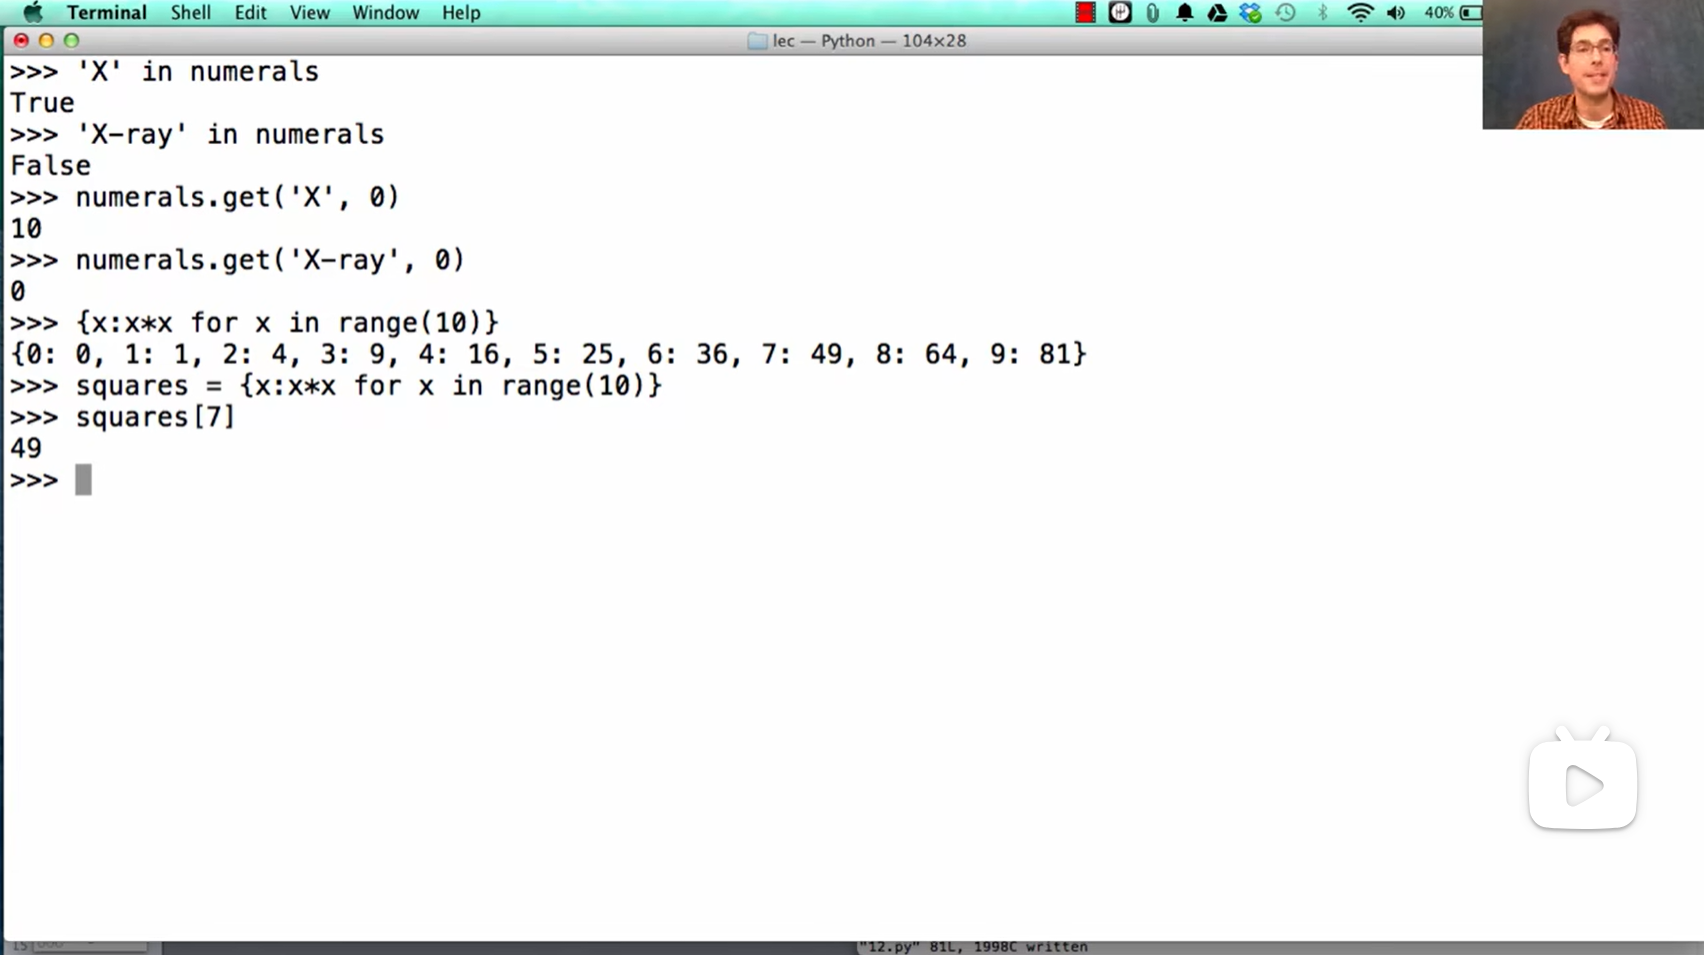 Terminal Shell Edit View Window Help 40%
lec — Python — 104×28
>>> 'X' in numerals
True
>>> 'X-ray' in numerals
False
>>> numerals.get('X', 0)
10
>>> numerals.get('X-ray', 0)
0
>>> {x:x*x for x in range(10)}
{0: 0, 1: 1, 2: 4, 3: 9, 4: 16, 5: 25, 6: 36, 7: 49, 8: 64, 9: 81}
>>> squares = {x:x*x for x in range(10)}
>>> squares[7]
49
>>>
"12.py" 81L, 1998C written